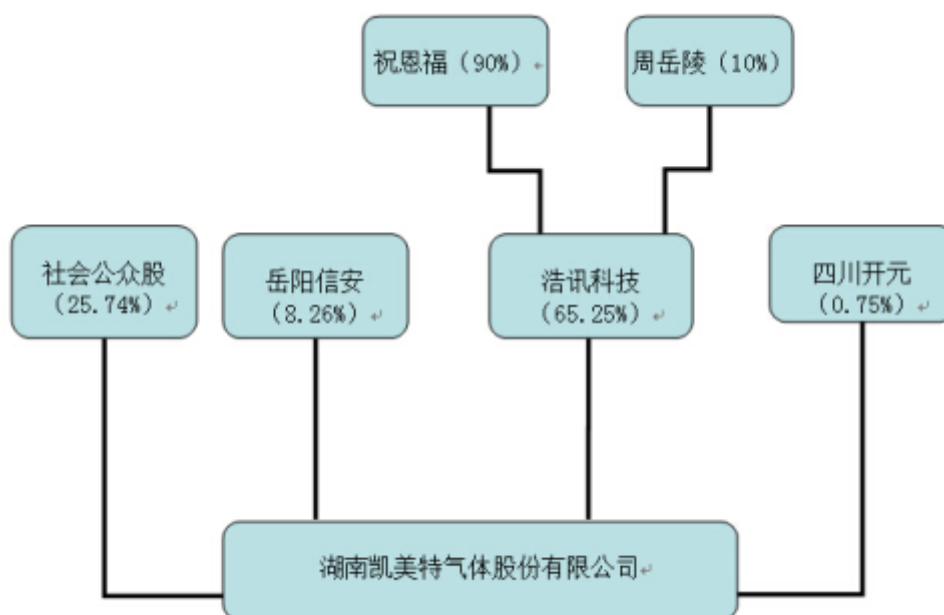 祝恩福（90%）
周岳陵（10%）
社会公众股
（25.74%）
岳阳信安
（8.26%）
浩讯科技
（65.25%）
四川开元
（0.75%）
湖南凯美特气体股份有限公司